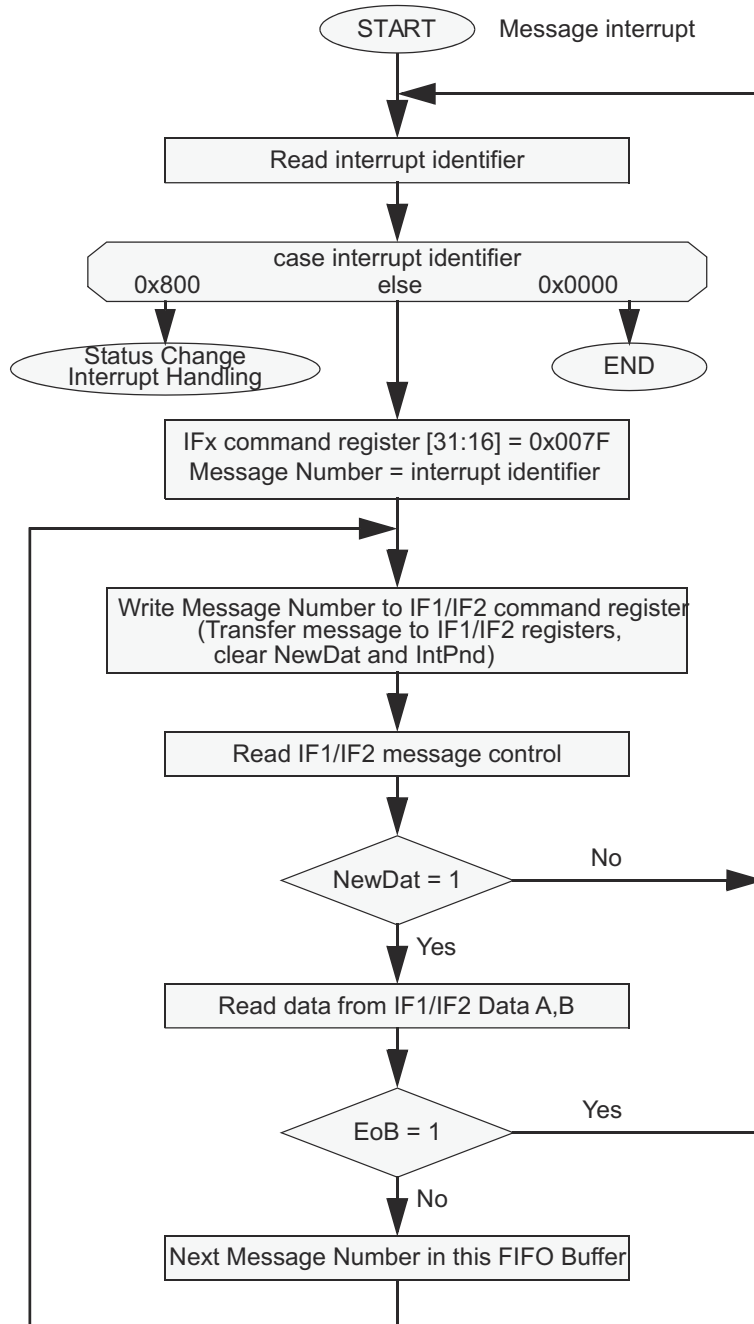 START Message interrupt
Read interrupt identifier
case interrupt identifier
0x800 else 0x0000
Status Change
Interrupt Handling
END
IFx command register [31:16] = 0x007F
Message Number = interrupt identifier
Write Message Number to IF1/IF2 command register
(Transfer message to IF1/IF2 registers,
clear NewDat and IntPnd)
Read IF1/IF2 message control
NewDat = 1
No
Yes
Read data from IF1/IF2 Data A,B
EoB = 1
Yes
No
Next Message Number in this FIFO Buffer